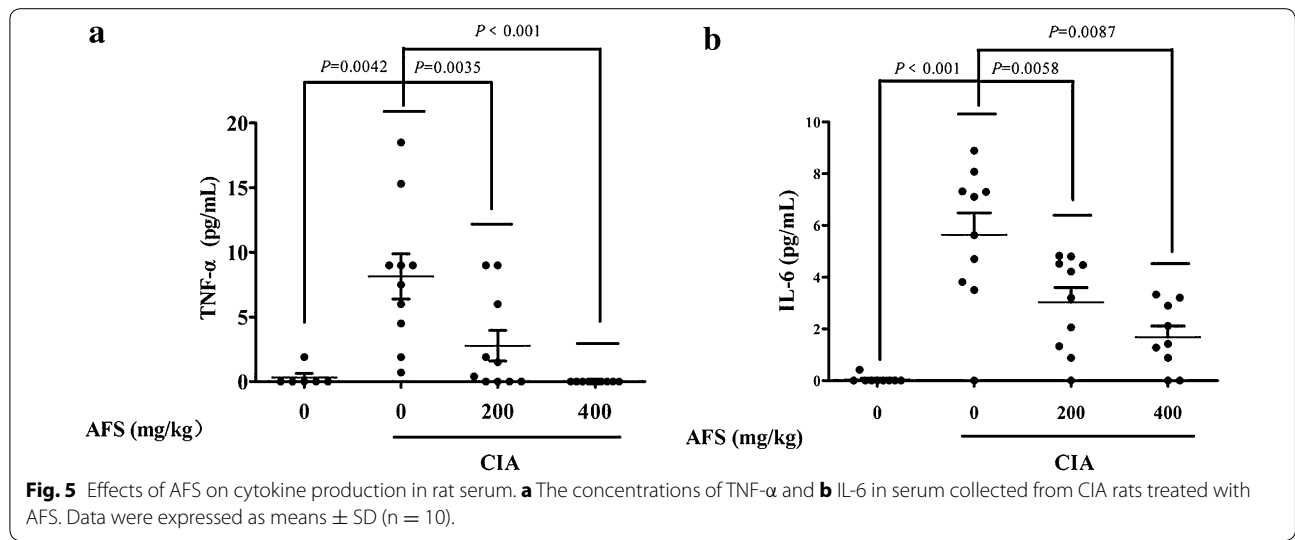 a
P < 0.001
P=0.0042
P=0.0035
20
15
10
5
0
TNF-α (pg/mL)
0
0
200
400
AFS (mg/kg）
CIA
b
P=0.0087
P < 0.001
P=0.0058
10
8
6
4
2
0
IL-6 (pg/mL)
0
0
200
400
AFS (mg/kg)
CIA
Fig. 5 Effects of AFS on cytokine production in rat serum. a The concentrations of TNF-α and b IL-6 in serum collected from CIA rats treated with
AFS. Data were expressed as means ± SD (n = 10).